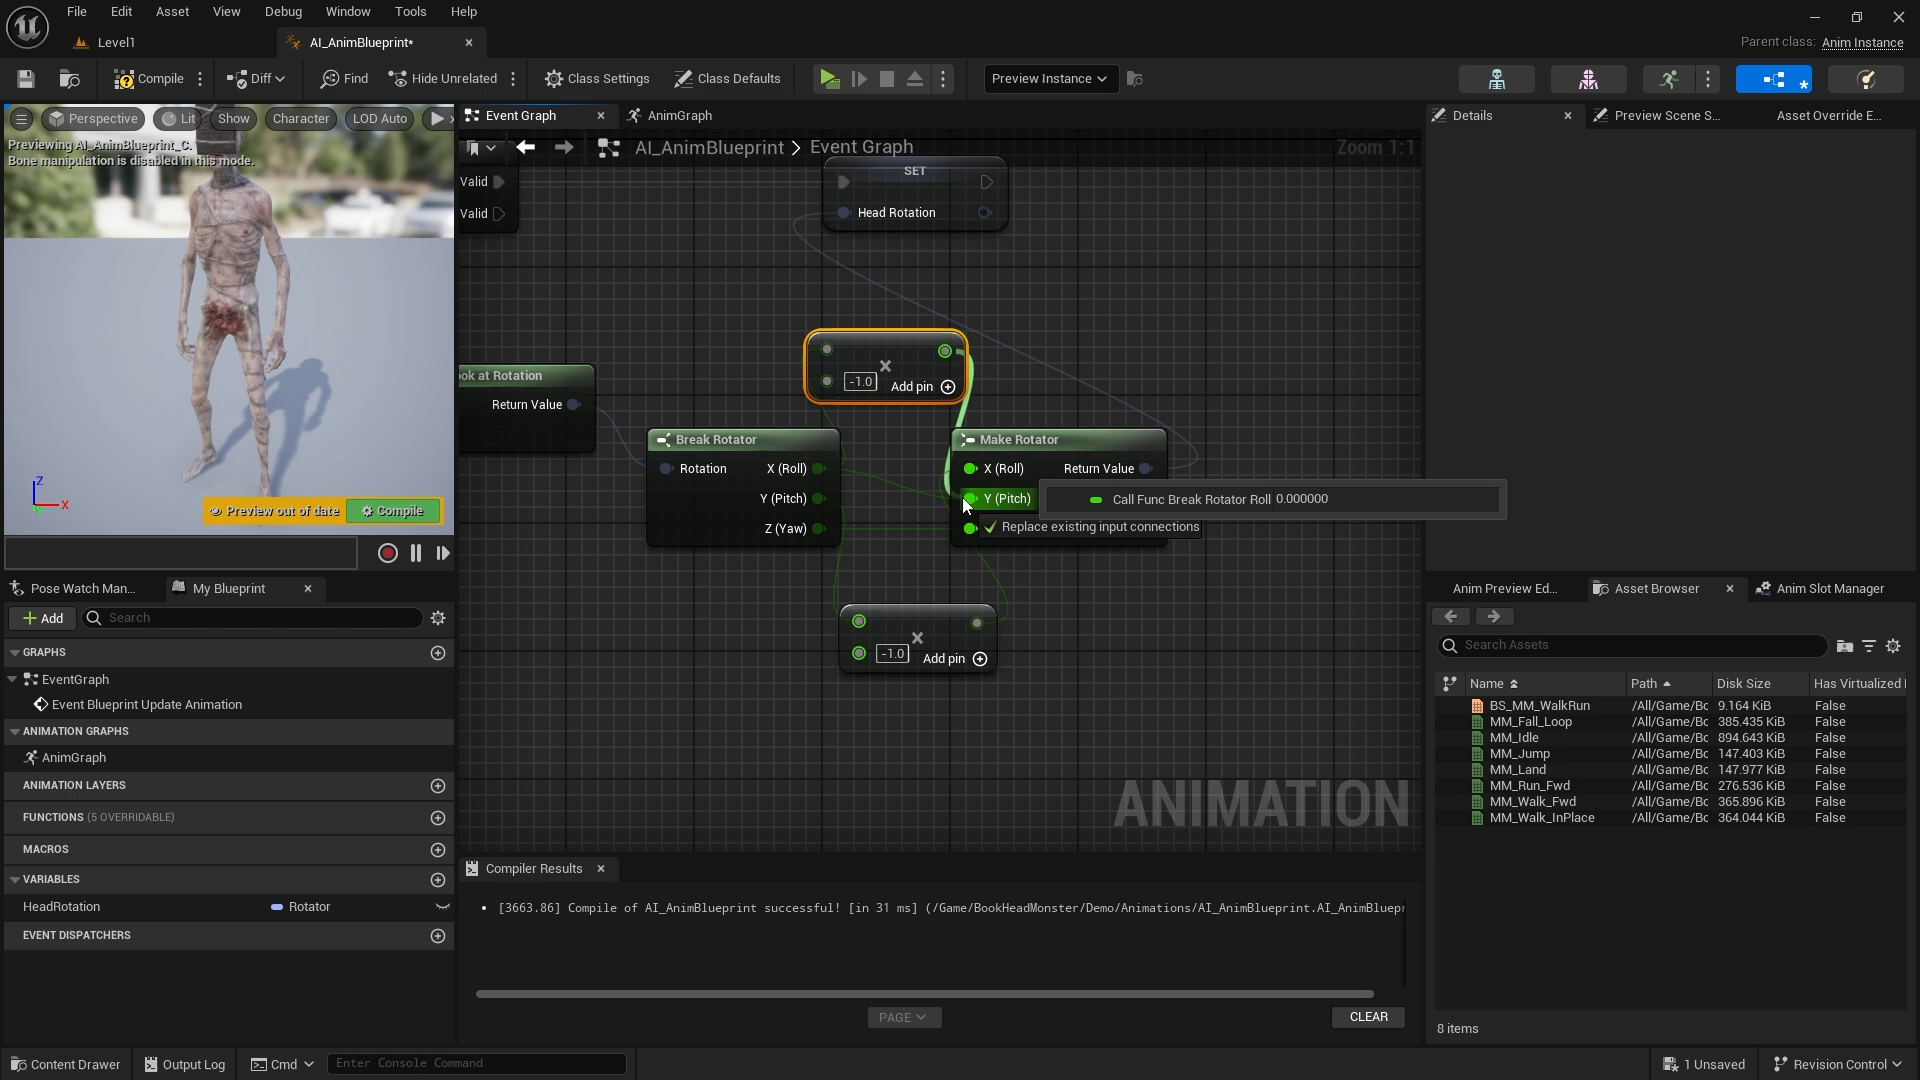 File Edit Asset View Debug Window Tools Help
Level1
AI_AnimBlueprint*
Parent class: Anim Instance
Compile
Diff
Find
Hide Unrelated
Class Settings
Class Defaults
Preview Instance
Perspective
Lit
Show
Character
LOD Auto
Previewing AI_AnimBlueprint_C.
Bone manipulation is disabled in this mode.
Z
X
Preview out of date
Compile
Event Graph
AnimGraph
AI_AnimBlueprint > Event Graph
Zoom 1:1
Valid
Valid
SET
Head Rotation
ook at Rotation
Return Value
-1.0
Add pin
Break Rotator
Rotation
X (Roll)
Y (Pitch)
Z (Yaw)
Make Rotator
X (Roll)
Return Value
Y (Pitch)
Call Func Break Rotator Roll 0.000000
Replace existing input connections
-1.0
Add pin
ANIMATION
Compiler Results
[3663.86] Compile of AI_AnimBlueprint successful! [in 31 ms] (/Game/BookHeadMonster/Demo/Animations/AI_AnimBlueprint.AI_AnimBluepr
PAGE
CLEAR
Pose Watch Man...
My Blueprint
Add
Search
GRAPHS
EventGraph
Event Blueprint Update Animation
ANIMATION GRAPHS
AnimGraph
ANIMATION LAYERS
FUNCTIONS (5 OVERRIDABLE)
MACROS
VARIABLES
HeadRotation Rotator
EVENT DISPATCHERS
Details
Preview Scene S...
Asset Override E...
Anim Preview Ed...
Asset Browser
Anim Slot Manager
Search Assets
Name Path Disk Size Has Virtualized
BS_MM_WalkRun /All/Game/Bc 9.164 KiB False
MM_Fall_Loop /All/Game/Bc 385.435 KiB False
MM_Idle /All/Game/Bc 894.643 KiB False
MM_Jump /All/Game/Bc 147.403 KiB False
MM_Land /All/Game/Bc 147.977 KiB False
MM_Run_Fwd /All/Game/Bc 276.536 KiB False
MM_Walk_Fwd /All/Game/Bc 365.896 KiB False
MM_Walk_InPlace /All/Game/Bc 364.044 KiB False
8 items
Content Drawer
Output Log
Cmd
Enter Console Command
1 Unsaved
Revision Control